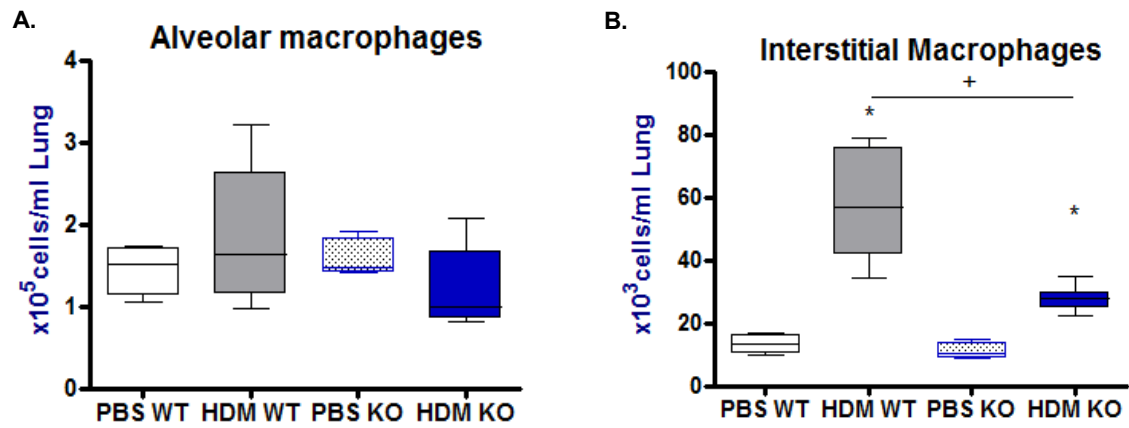 A.
Alveolar macrophages
x10⁵cells/ml Lung
4
3
2
1
0
PBS WT HDM WT PBS KO HDM KO
B.
Interstitial Macrophages
x10³cells/ml Lung
100
80
60
40
20
0
+
*
*
PBS WT HDM WT PBS KO HDM KO